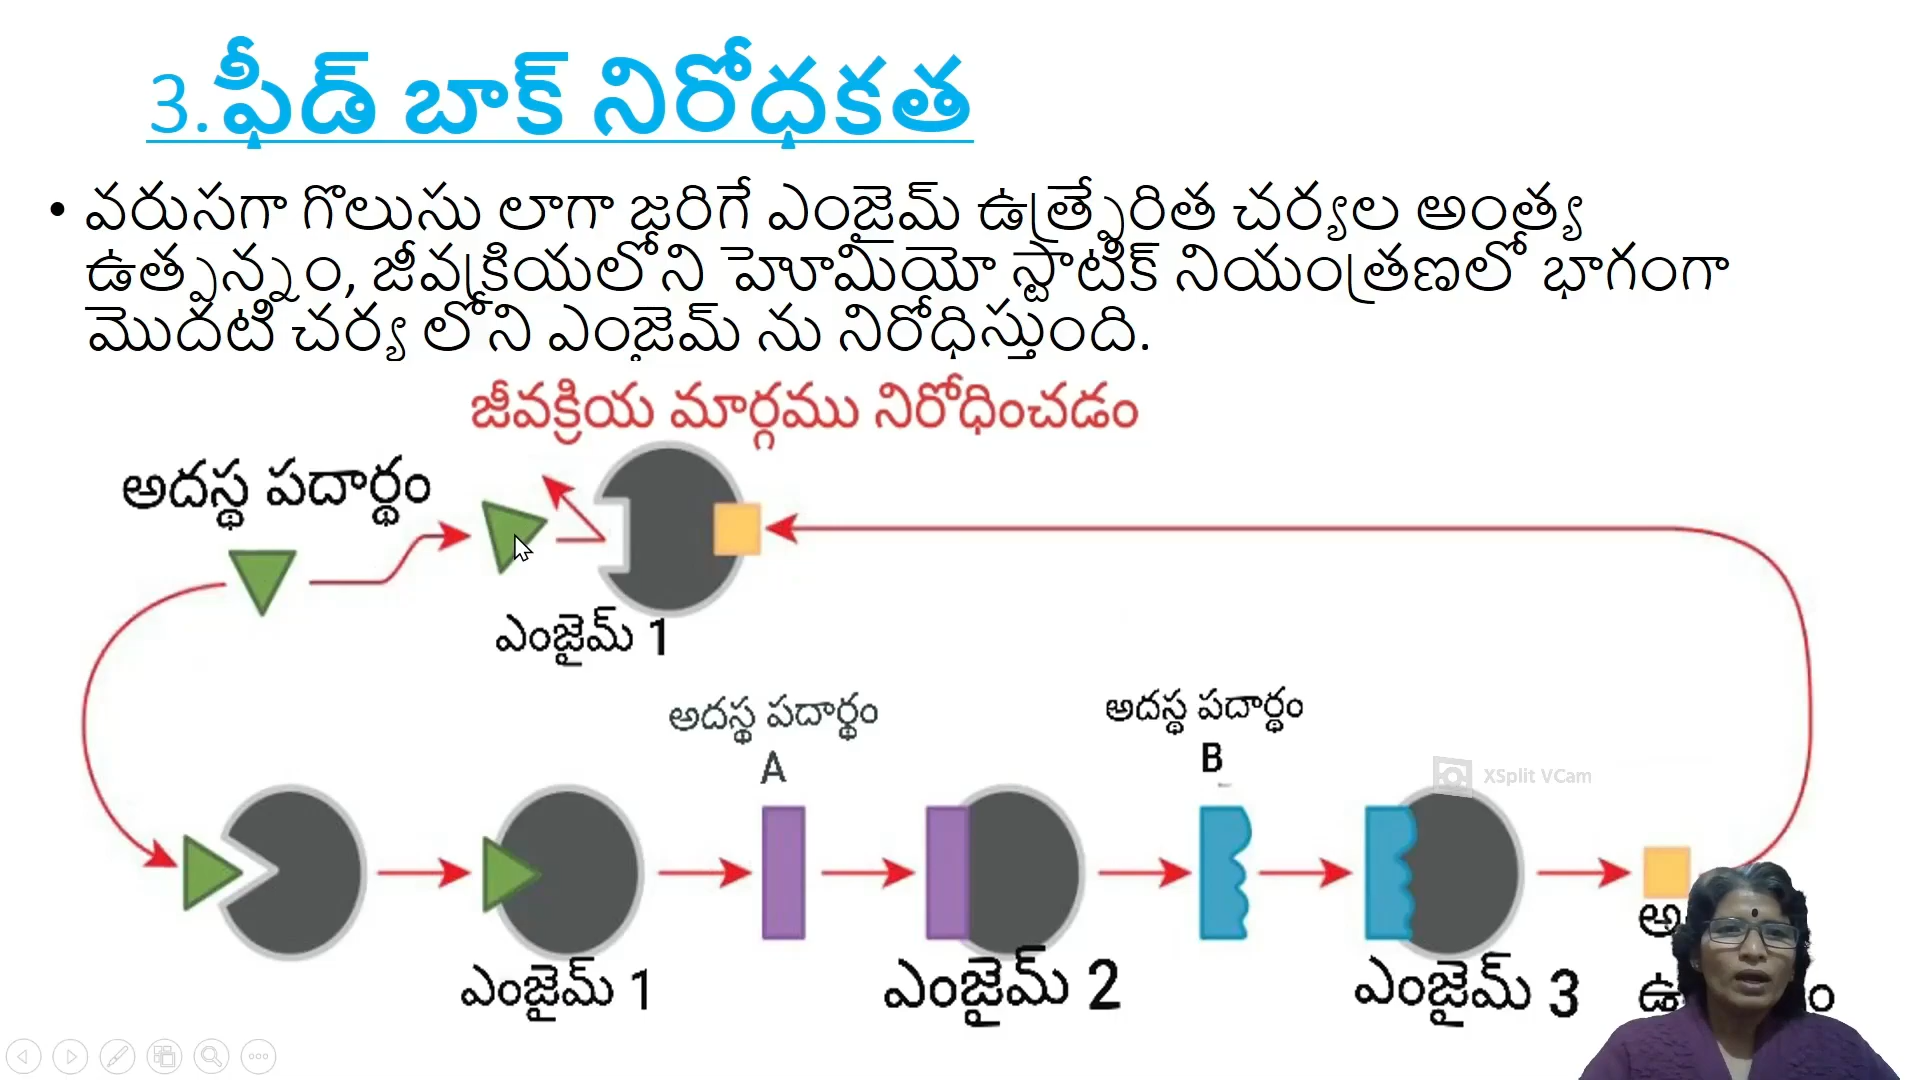 3.ఫీడ్ బాక్ నిరోధకత
• వరుసగా గొలుసు లాగా జరిగే ఎంజైమ్ ఉత్ప్రేరిత చర్యల అంత్య
ఉత్పన్నం, జీవక్రియలోని హెూమియో స్టాటిక్ నియంత్రణలో భాగంగా
మొదటి చర్య లోని ఎంజైమ్ ను నిరోధిస్తుంది.
జీవక్రియ మార్గము నిరోధించడం
అదస్థ పదార్థం
ఎంజైమ్ 1
అదస్థ పదార్థం
A
అదస్థ పదార్థం
B
XSplit VCam
ఎంజైమ్ 1
ఎంజైమ్ 2
ఎంజైమ్ 3